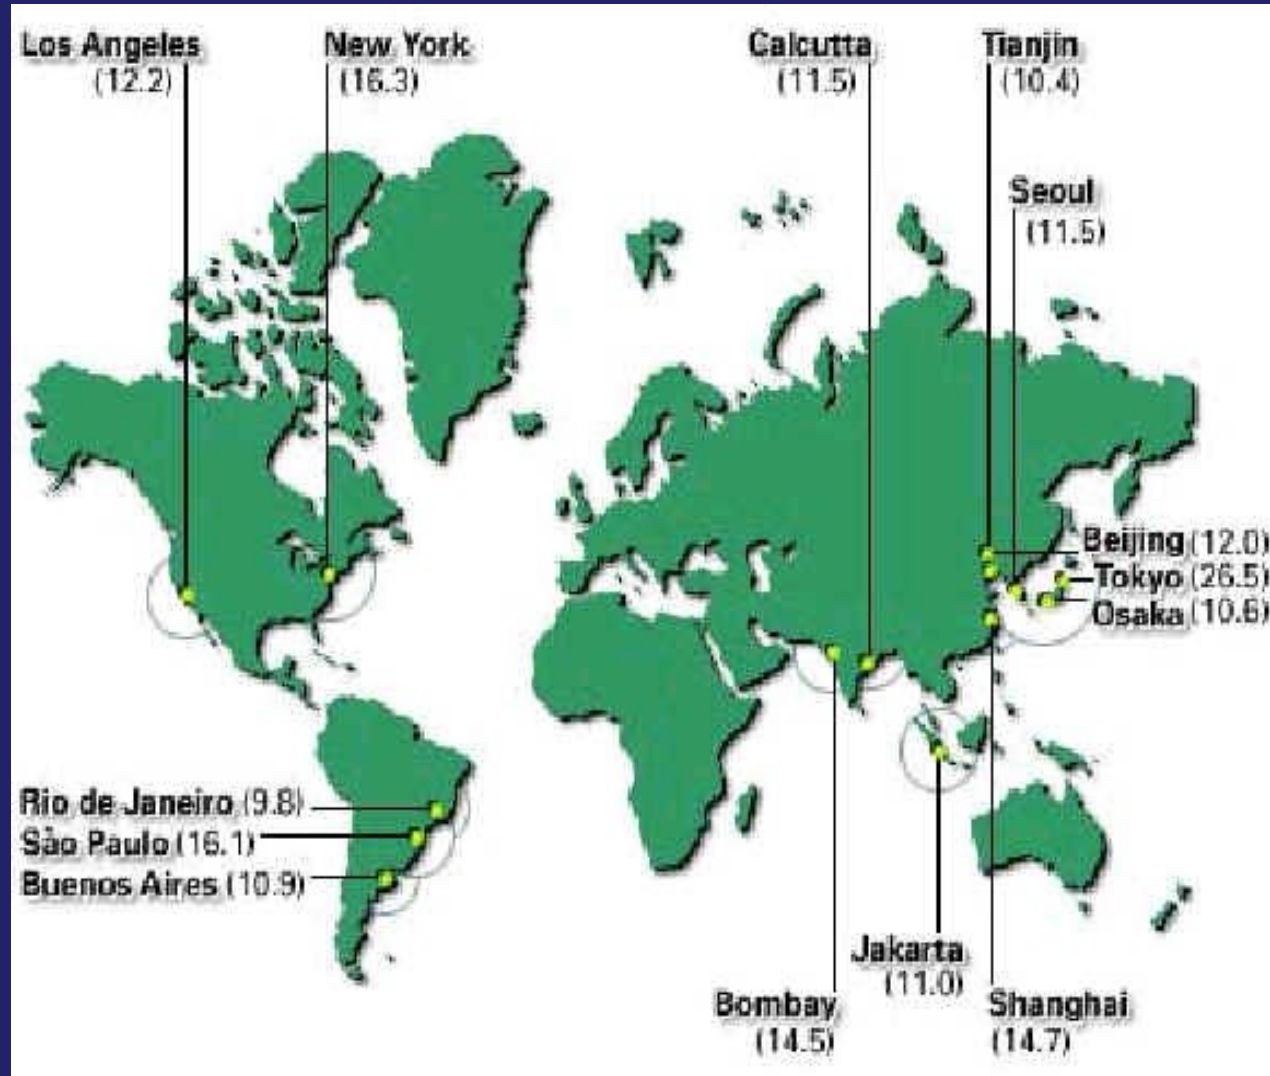 Los Angeles
(12.2)
New York
(16.3)
Calcutta
(11.5)
Tianjin
(10.4)
Seoul
(11.5)
Beijing (12.0)
Tokyo (26.5)
Osaka (10.6)
Rio de Janeiro (9.8)
São Paulo (16.1)
Buenos Aires (10.9)
Jakarta
(11.0)
Bombay
(14.5)
Shanghai
(14.7)